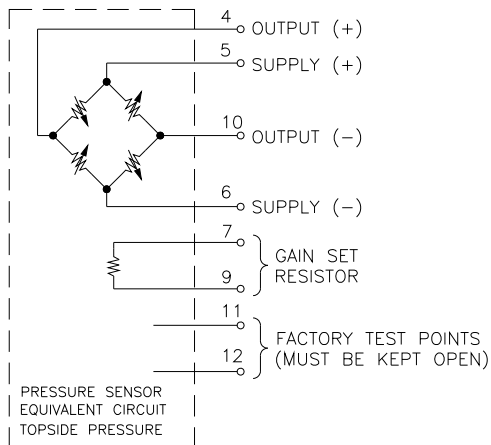 4
OUTPUT (+)
5
SUPPLY (+)
10
OUTPUT (-)
6
SUPPLY (-)
7
GAIN SET
RESISTOR
9
11
FACTORY TEST POINTS
(MUST BE KEPT OPEN)
12
PRESSURE SENSOR
EQUIVALENT CIRCUIT
TOPSIDE PRESSURE